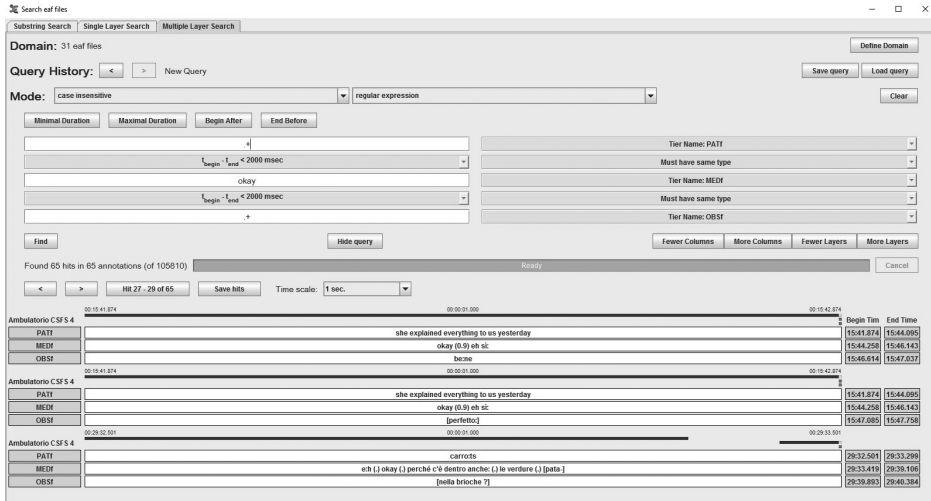 Search eaf files
Substring Search Single Layer Search Multiple Layer Search
Domain: 31 eaf files Define Domain
Query History: < > New Query Save query Load query
Mode: case insensitive regular expression Clear
Minimal Duration Maximal Duration Begin After End Before
.+ Tier Name: PATf
t begin - t end < 2000 msec Must have same type
okay Tier Name: MEDf
t begin - t end < 2000 msec Must have same type
.+ Tier Name: OBSf
Find Hide query Fewer Columns More Columns Fewer Layers More Layers
Found 65 hits in 65 annotations (of 105810) Ready Cancel
< > Hit 27 - 29 of 65 Save hits Time scale: 1 sec.
00:15:41.874 00:00:01.000 00:15:42.874
Ambulatorio CSFS 4 Begin Tim End Time
PATf she explained everything to us yesterday 15:41.874 15:44.095
MEDf okay (0.9) eh sì: 15:44.258 15:46.143
OBSf be:ne 15:46.614 15:47.037
00:15:41.874 00:00:01.000 00:15:42.874
Ambulatorio CSFS 4
PATf she explained everything to us yesterday 15:41.874 15:44.095
MEDf okay (0.9) eh sì: 15:44.258 15:46.143
OBSf [perfetto:] 15:47.085 15:47.758
00:29:32.501 00:00:01.000 00:29:33.501
Ambulatorio CSFS 4
PATf carro:ts 29:32.501 29:33.299
MEDf e:h (.) okay (.) perché c'è dentro anche: (.) le verdure (.) [pata-] 29:33.419 29:39.106
OBSf [nella brioche ?] 29:39.893 29:40.384